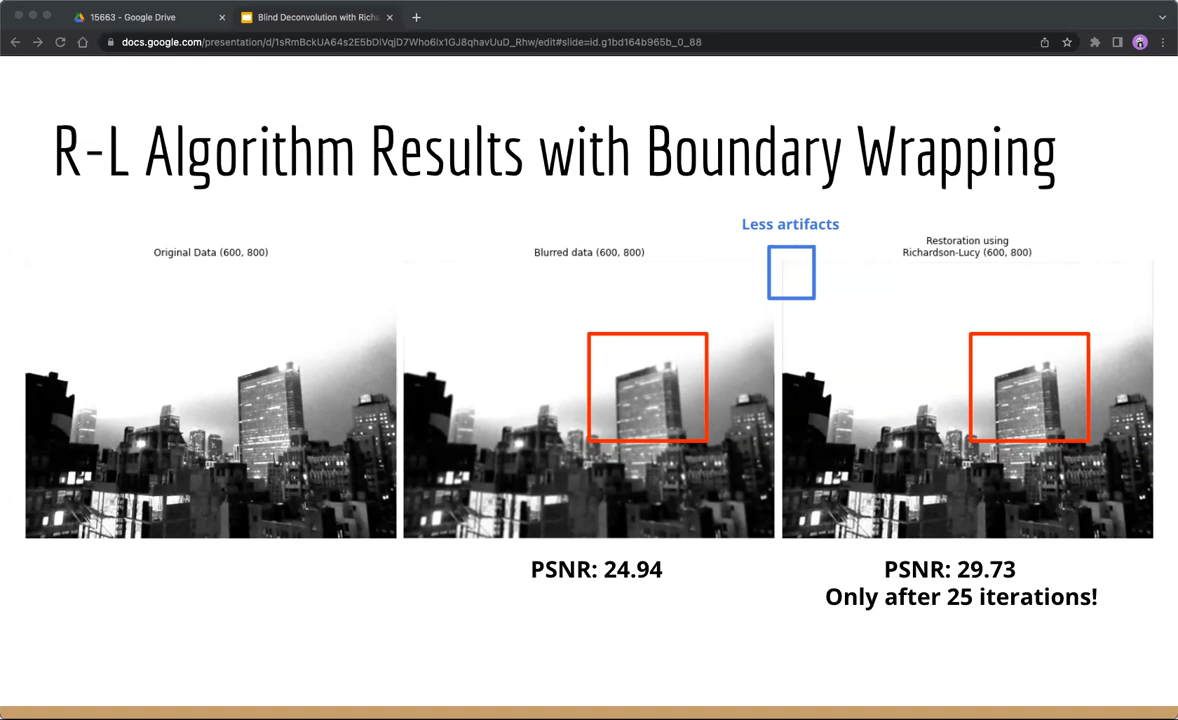 15663 - Google Drive
Blind Deconvolution with Rich
docs.google.com/presentation/d/1sRmBckUA64s2E5bDlVqjD7Who6lx1GJ8qhavUuD_Rhw/edit#slide=id.g1bd164b965b_0_88
R-L Algorithm Results with Boundary Wrapping
Less artifacts
Original Data (600, 800)
Blurred data (600, 800)
Restoration using
Richardson-Lucy (600, 800)
PSNR: 24.94
PSNR: 29.73
Only after 25 iterations!